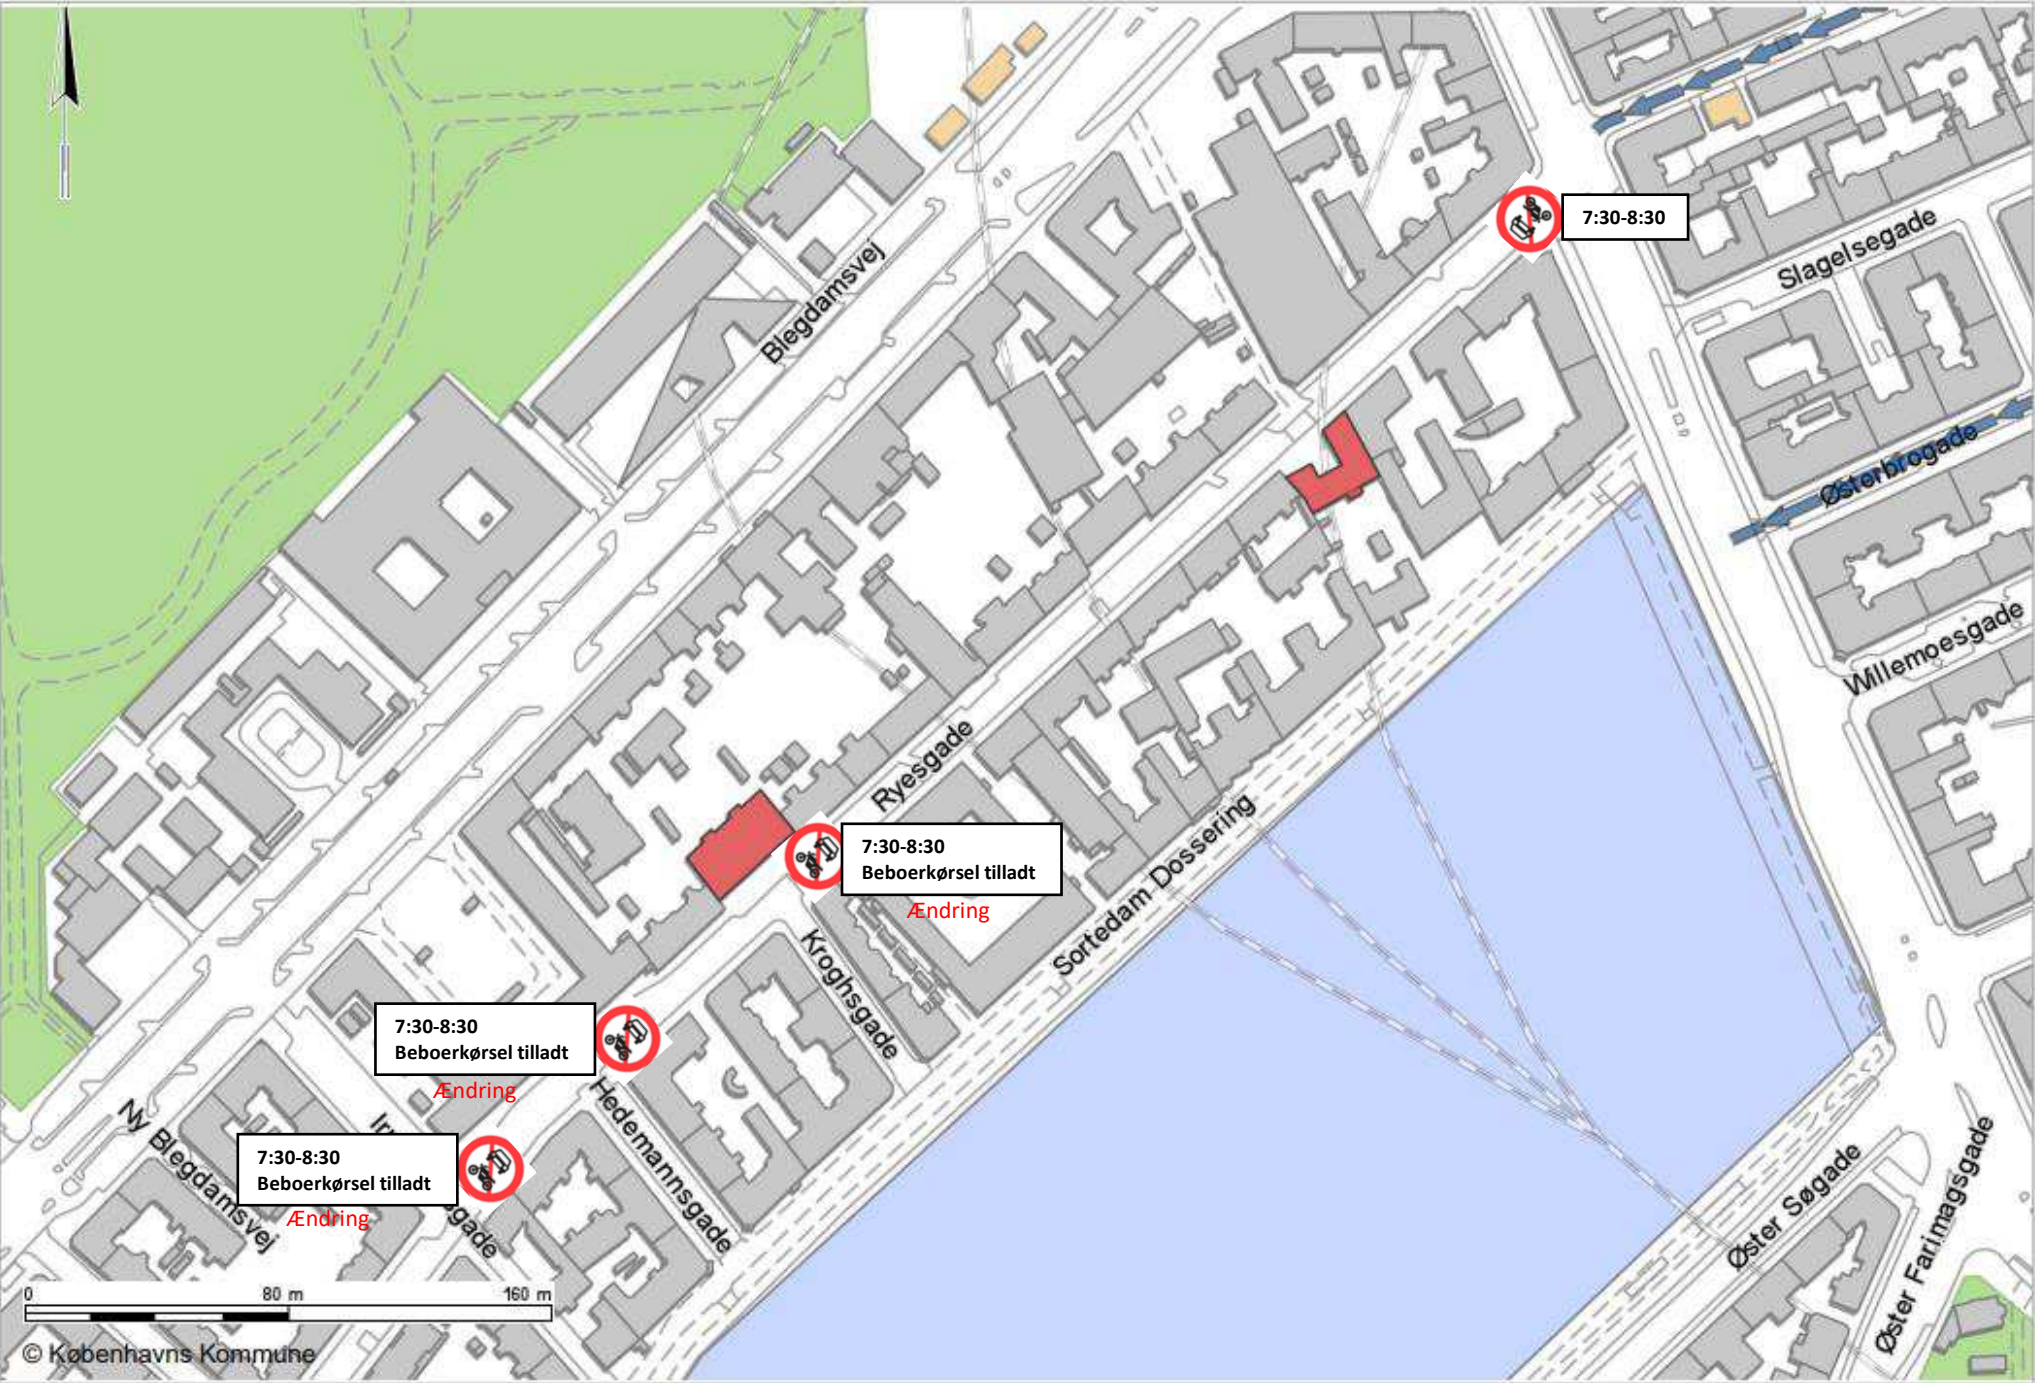 7:30-8:30
Slagelsegade
Blegdamsvej
Østerbrogade
Willemoesgade
Ryesgade
7:30-8:30
Beboerkørsel tilladt
Ændring
Sortedam Dossering
Kroghsgade
7:30-8:30
Beboerkørsel tilladt
Ændring
Hedemannsgade
Ny Blegdamsvej
7:30-8:30
Beboerkørsel tilladt
Ændring
Øster Søgade
Øster Farimagsgade
0 80 m 160 m
© Københavns Kommune